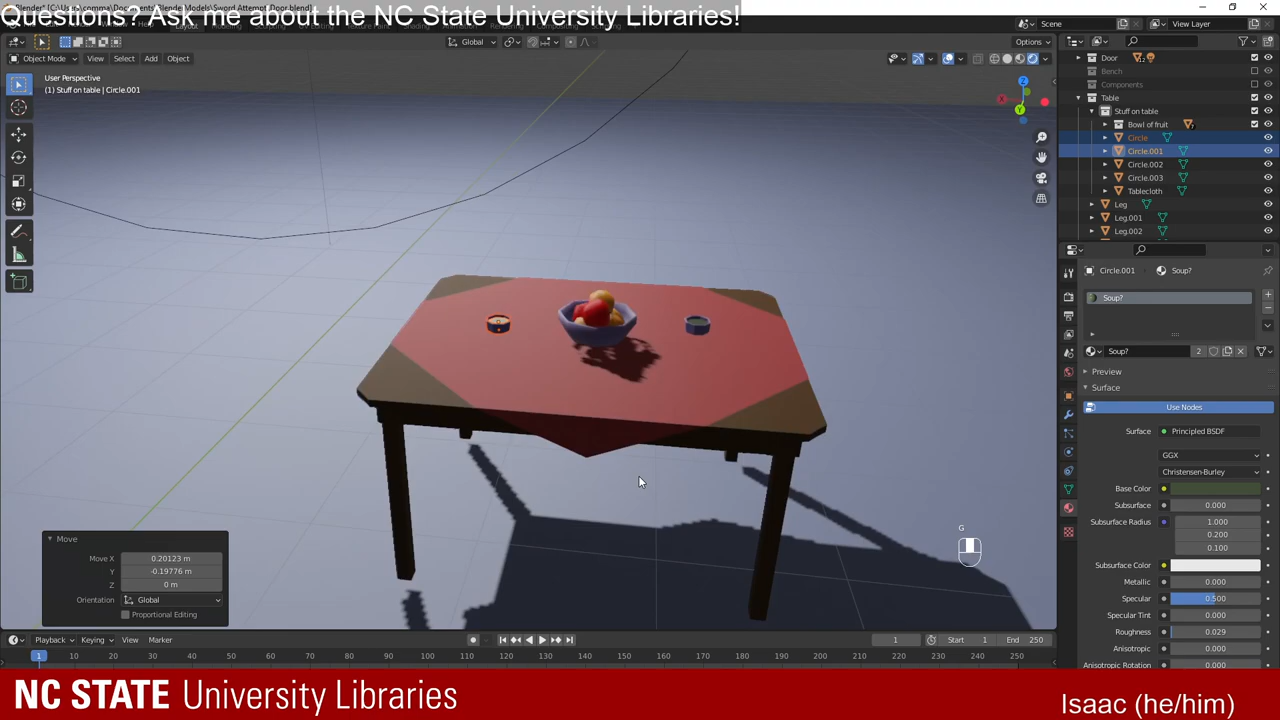 Questions? Ask me about the NC State University Libraries!
Scene
View Layer
Global
Options
Object Mode
View
Select
Add
Object
User Perspective
(1) Stuff on table | Circle.001
Door
Bench
Components
Table
Stuff on table
Bowl of fruit
Circle
Circle.001
Circle.002
Circle.003
Tablecloth
Leg
Leg.001
Leg.002
Circle.001
Soup?
Soup?
Soup?
2
Preview
Surface
Use Nodes
Surface
Principled BSDF
GGX
Christensen-Burley
Base Color
Subsurface
0.000
Subsurface Radius
1.000
0.200
0.100
Subsurface Color
Metallic
0.000
Specular
0.500
Specular Tint
0.000
Roughness
0.029
Anisotropic
0.000
Anisotropic Rotation
0.000
Move
Move X
0.20123 m
Y
-0.19776 m
Z
0 m
Orientation
Global
Proportional Editing
G
Playback
Keying
View
Marker
1
Start
1
End
250
1
10
20
30
40
50
60
70
80
90
100
110
120
130
140
150
160
170
180
190
200
210
220
230
240
250
NC STATE University Libraries
Isaac (he/him)